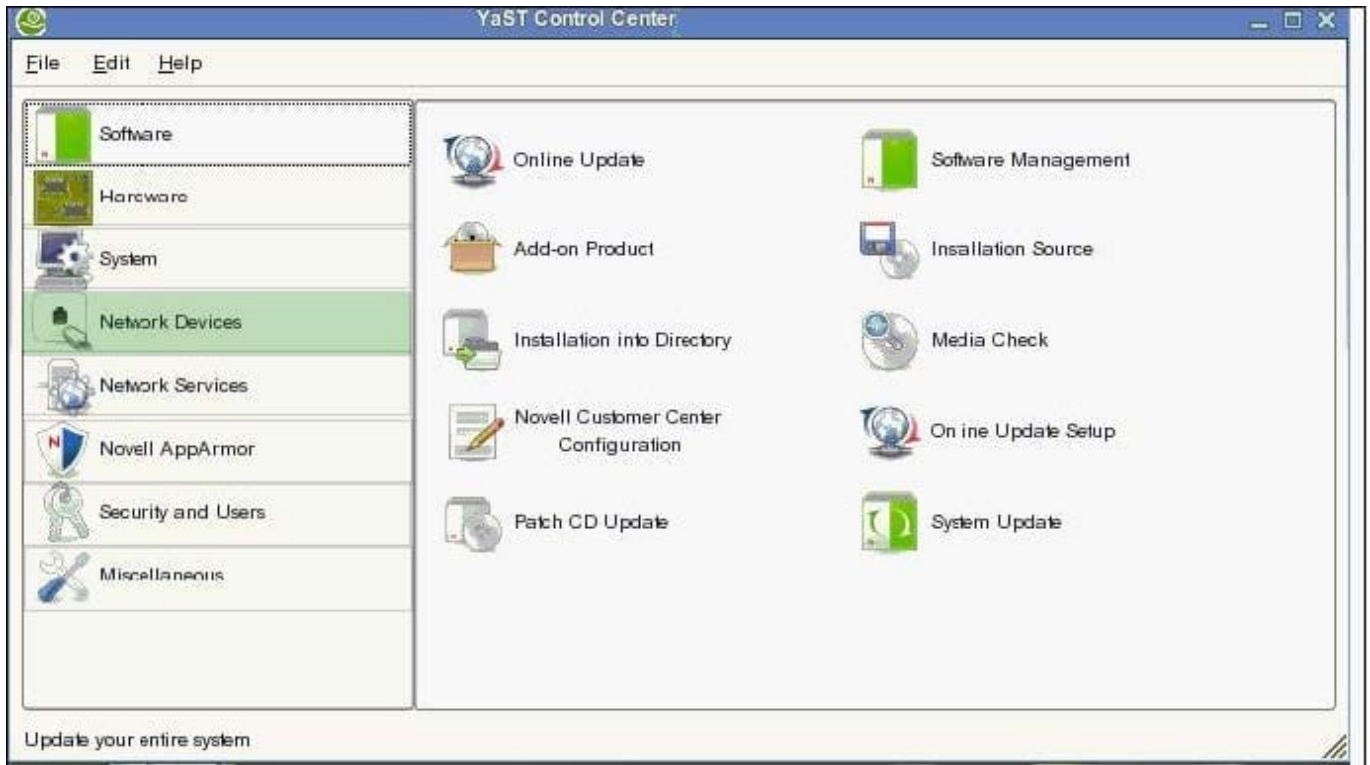 YaST Control Center
File Edit Help
Software
Hardware
System
Network Devices
Network Services
Novell AppArmor
Security and Users
Miscellaneous
Online Update
Software Management
Add-on Product
Insallation Source
Installation into Directory
Media Check
Novell Customer Center
Configuration
On ine Update Setup
Patch CD Update
System Update
Update your entire system